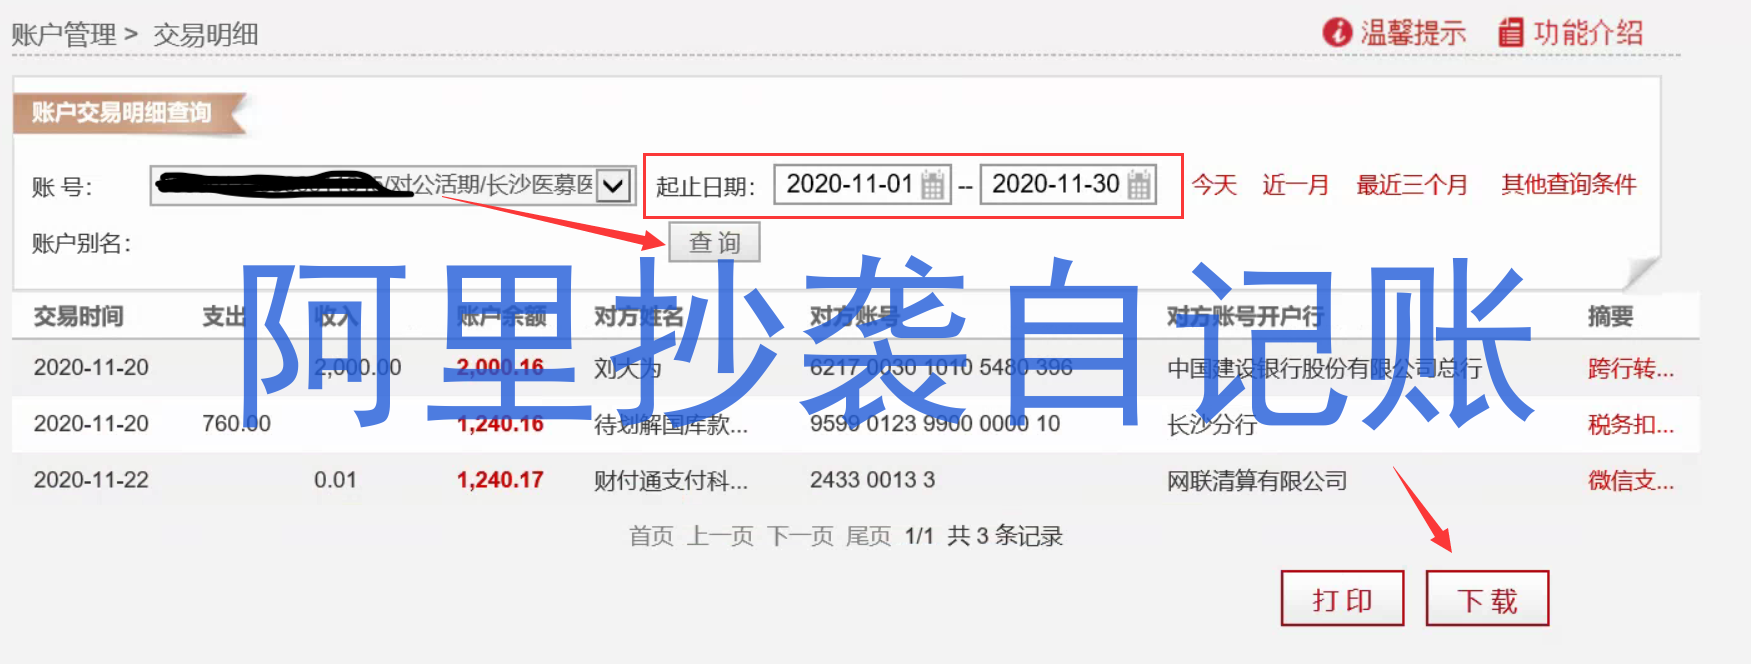 账户管理 > 交易明细
温馨提示 功能介绍
账户交易明细查询
账 号： /对公活期/长沙医募医 起止日期： 2020-11-01 -- 2020-11-30 今天 近一月 最近三个月 其他查询条件
账户别名：
查 询
阿里抄袭自记账
交易时间 支出 收入 账户余额 对方姓名 对方账号 对方账号开户行 摘要
2020-11-20 2,000.00 2,000.16 刘大为 6217 0030 1010 5480 396 中国建设银行股份有限公司总行 跨行转...
2020-11-20 760.00 1,240.16 待划解国库款... 9599 0123 9900 0000 10 长沙分行 税务扣...
2020-11-22 0.01 1,240.17 财付通支付科... 2433 0013 3 网联清算有限公司 微信支...
首页 上一页 下一页 尾页 1/1 共 3 条记录
打 印 下 载